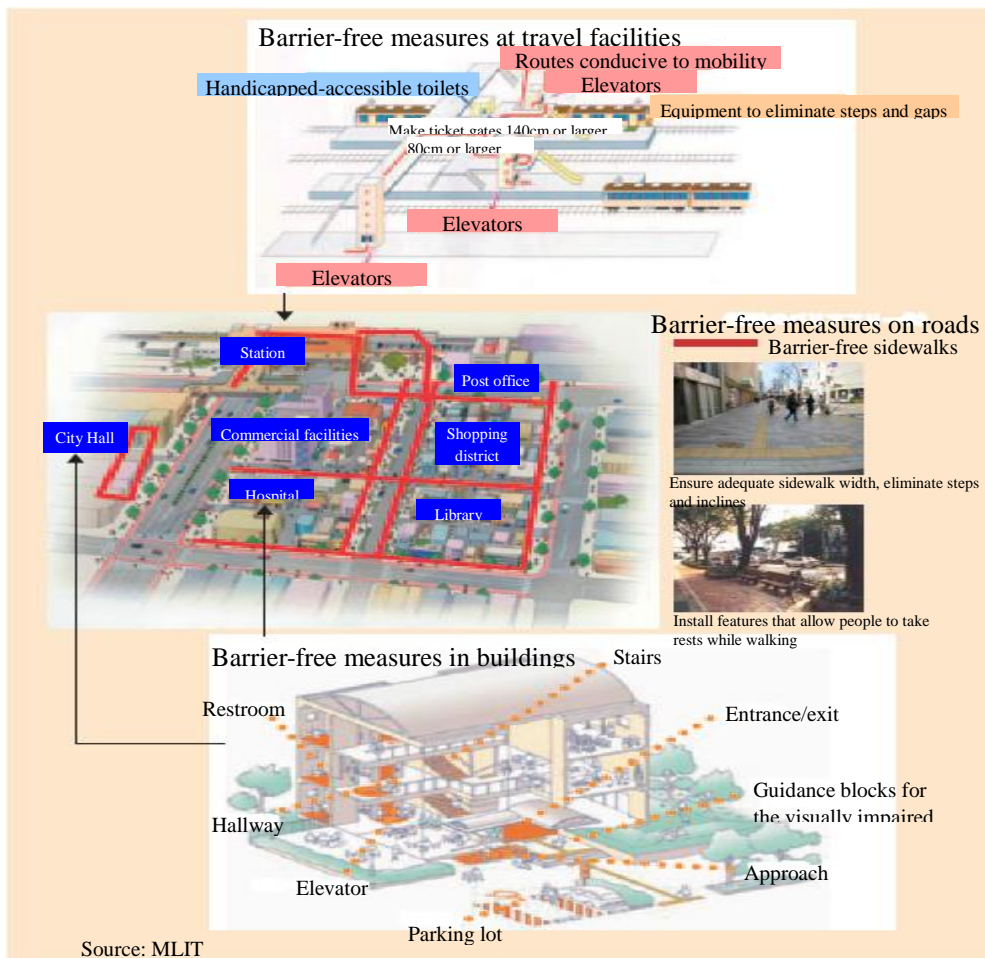 Barrier-free measures at travel facilities
Routes conducive to mobility
Handicapped-accessible toilets
Elevators
Equipment to eliminate steps and gaps
Make ticket gates 140cm or larger
80cm or larger
Elevators
Elevators
Barrier-free measures on roads
Barrier-free sidewalks
Station
Post office
City Hall
Commercial facilities
Shopping
district
Hospital
Library
Ensure adequate sidewalk width, eliminate steps
and inclines
Install features that allow people to take
rests while walking
Barrier-free measures in buildings
Stairs
Restroom
Entrance/exit
Guidance blocks for
the visually impaired
Hallway
Elevator
Approach
Parking lot
Source: MLIT